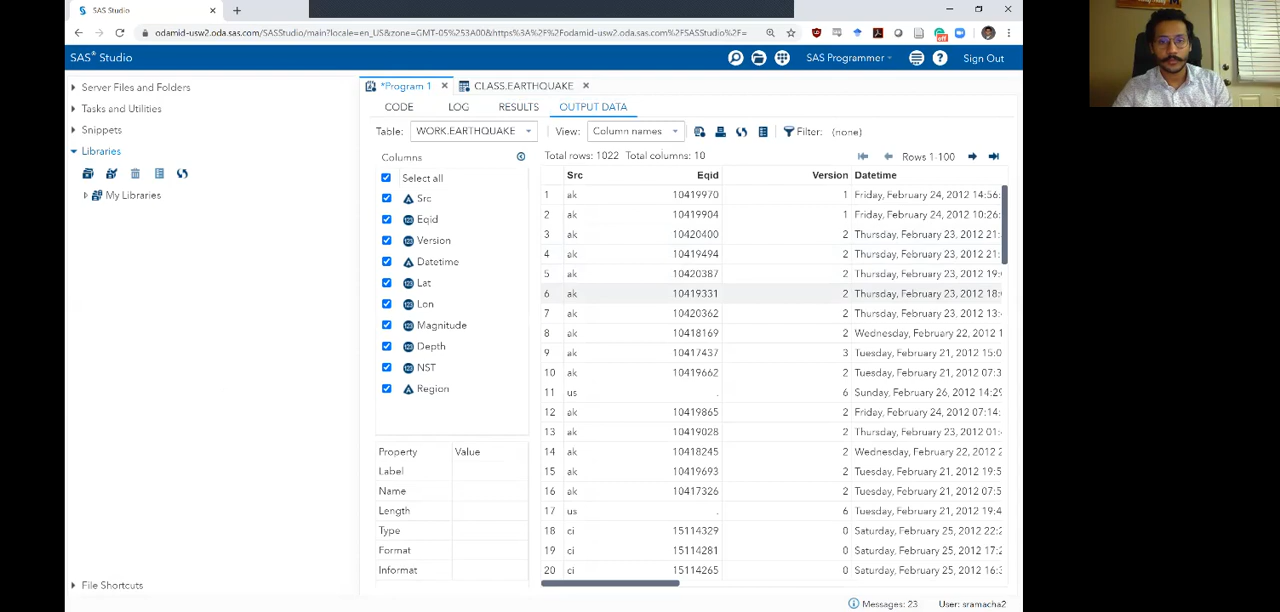 SAS Studio
odamid-usw2.oda.sas.com/SASStudio/main?locale=en_US&zone=GMT-05%253A00&https%3A%2F%2Fodamid-usw2.oda.sas.com%2FSASStudio%2F=
SAS® Studio
SAS Programmer
Sign Out
Server Files and Folders
Tasks and Utilities
Snippets
Libraries
My Libraries
File Shortcuts
*Program 1
CLASS.EARTHQUAKE
CODE LOG RESULTS OUTPUT DATA
Table: WORK.EARTHQUAKE View: Column names Filter: (none)
Columns
Select all
Src
Eqid
Version
Datetime
Lat
Lon
Magnitude
Depth
NST
Region
Property Value
Label
Name
Length
Type
Format
Informat
Total rows: 1022 Total columns: 10 Rows 1-100
Src Eqid Version Datetime
1 ak 10419970 1 Friday, February 24, 2012 14:56:
2 ak 10419904 1 Friday, February 24, 2012 10:26:
3 ak 10420400 2 Thursday, February 23, 2012 21:
4 ak 10419494 2 Thursday, February 23, 2012 21:
5 ak 10420387 2 Thursday, February 23, 2012 19:
6 ak 10419331 2 Thursday, February 23, 2012 18:
7 ak 10420362 2 Thursday, February 23, 2012 13:
8 ak 10418169 2 Wednesday, February 22, 2012 1
9 ak 10417437 3 Tuesday, February 21, 2012 15:0
10 ak 10419662 2 Tuesday, February 21, 2012 07:3
11 us . 6 Sunday, February 26, 2012 14:29
12 ak 10419865 2 Friday, February 24, 2012 07:14:
13 ak 10419028 2 Thursday, February 23, 2012 01:
14 ak 10418245 2 Wednesday, February 22, 2012 2
15 ak 10419693 2 Tuesday, February 21, 2012 19:5
16 ak 10417326 2 Tuesday, February 21, 2012 07:5
17 us . 6 Tuesday, February 21, 2012 19:4
18 ci 15114329 0 Saturday, February 25, 2012 22:2
19 ci 15114281 0 Saturday, February 25, 2012 17:2
20 ci 15114265 0 Saturday, February 25, 2012 16:3
Messages: 23 User: sramacha2